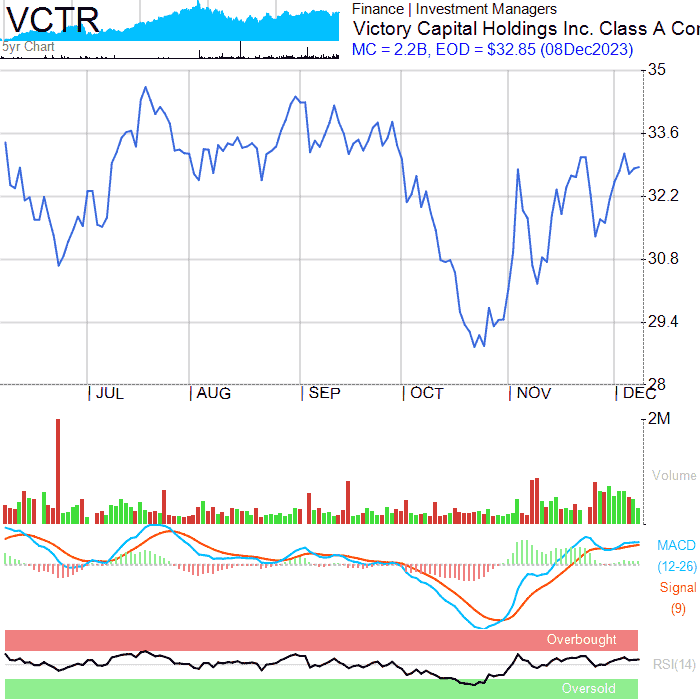 VCTR
5yr Chart
Finance | Investment Managers
Victory Capital Holdings Inc. Class A Cor
MC = 2.2B, EOD = $32.85 (08Dec2023)
35
33.6
32.2
30.8
29.4
28
JUL AUG SEP OCT NOV DEC
2M
Volume
MACD
(12-26)
Signal
(9)
Overbought
RSI(14)
Oversold